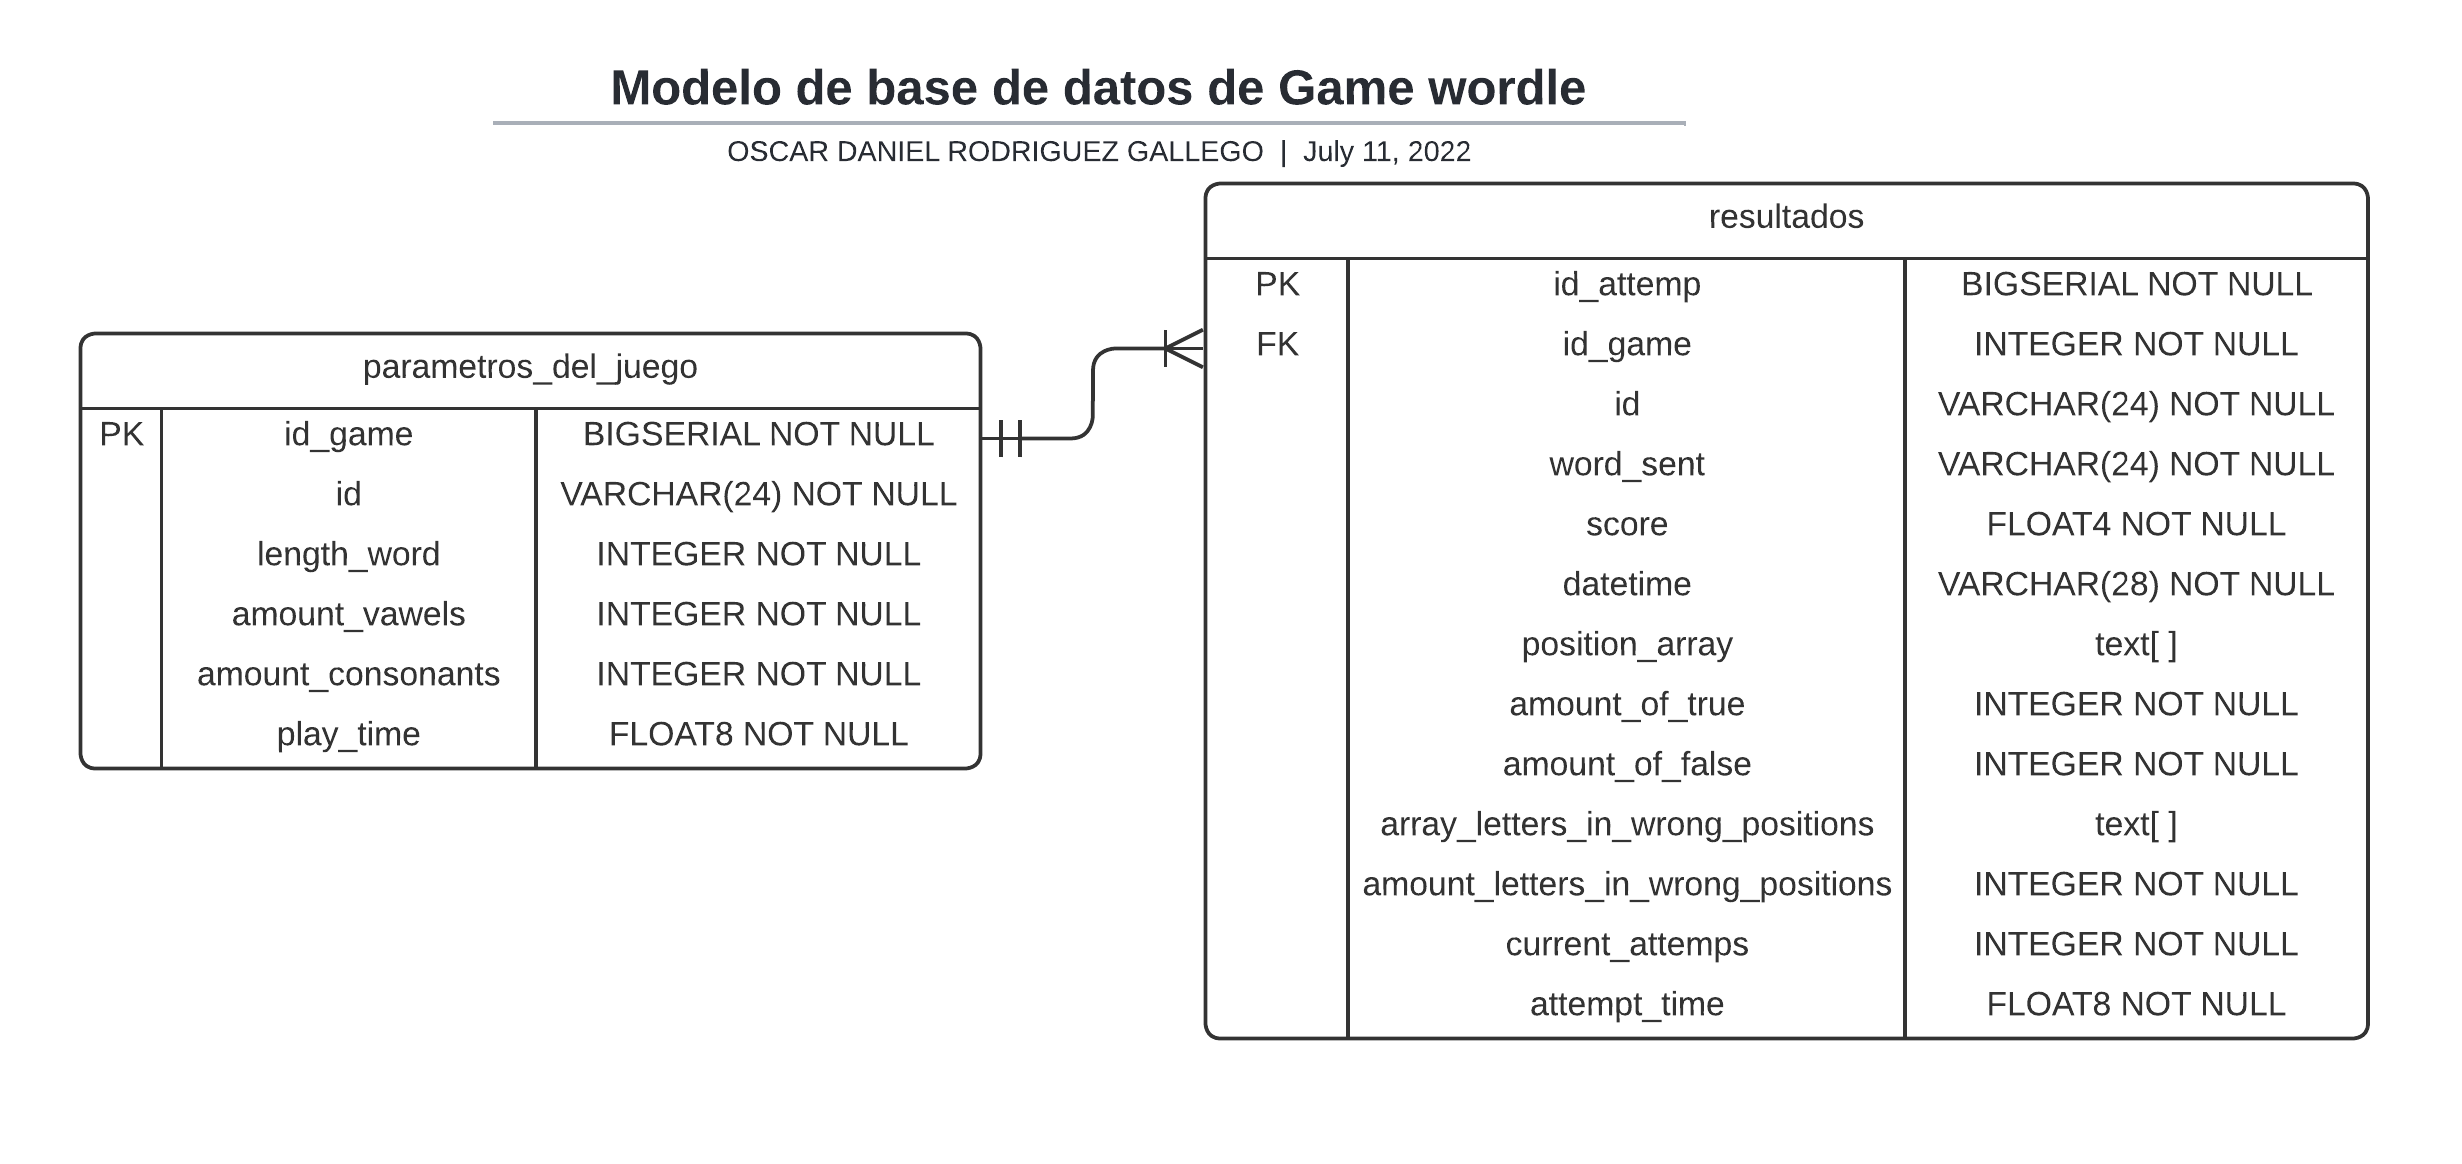 Modelo de base de datos de Game wordle
OSCAR DANIEL RODRIGUEZ GALLEGO | July 11, 2022
parametros_del_juego
PK id_game BIGSERIAL NOT NULL
id VARCHAR(24) NOT NULL
length_word INTEGER NOT NULL
amount_vawels INTEGER NOT NULL
amount_consonants INTEGER NOT NULL
play_time FLOAT8 NOT NULL
resultados
PK id_attemp BIGSERIAL NOT NULL
FK id_game INTEGER NOT NULL
id VARCHAR(24) NOT NULL
word_sent VARCHAR(24) NOT NULL
score FLOAT4 NOT NULL
datetime VARCHAR(28) NOT NULL
position_array text[ ]
amount_of_true INTEGER NOT NULL
amount_of_false INTEGER NOT NULL
array_letters_in_wrong_positions text[ ]
amount_letters_in_wrong_positions INTEGER NOT NULL
current_attemps INTEGER NOT NULL
attempt_time FLOAT8 NOT NULL